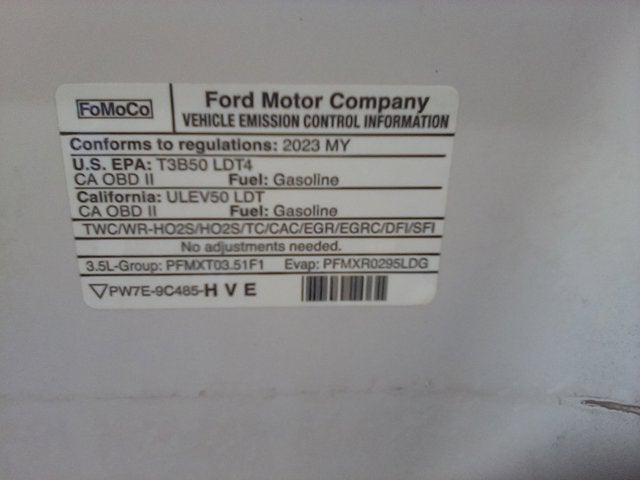 FoMoCo
Ford Motor Company
VEHICLE EMISSION CONTROL INFORMATION
Conforms to regulations: 2023 MY
U.S. EPA: T3B50 LDT4
CA OBD II Fuel: Gasoline
California: ULEV50 LDT
CA OBD II Fuel: Gasoline
TWC/WR-HO2S/HO2S/TC/CAC/EGR/EGRC/DFI/SFI
No adjustments needed.
3.5L-Group: PFMXT03.51F1 Evap: PFMXR0295LDG
PW7E-9C485-H V E